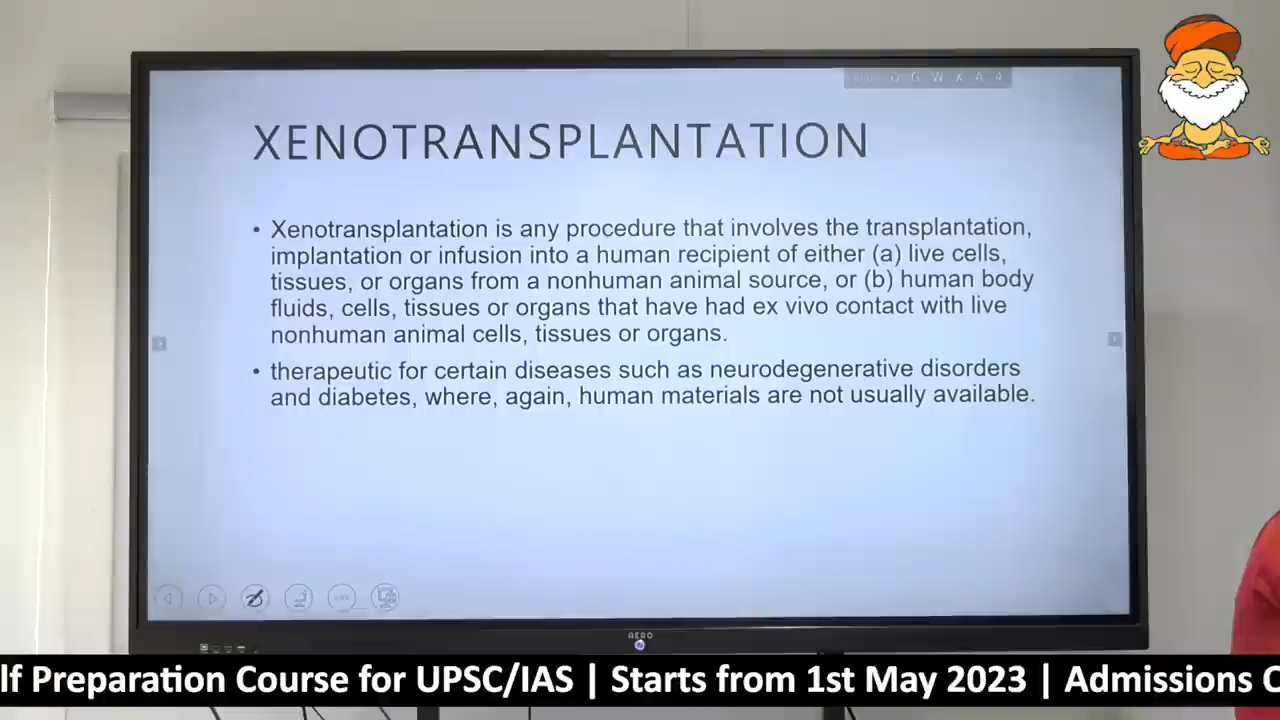 XENOTRANSPLANTATION
• Xenotransplantation is any procedure that involves the transplantation,
implantation or infusion into a human recipient of either (a) live cells,
tissues, or organs from a nonhuman animal source, or (b) human body
fluids, cells, tissues or organs that have had ex vivo contact with live
nonhuman animal cells, tissues or organs.
• therapeutic for certain diseases such as neurodegenerative disorders
and diabetes, where, again, human materials are not usually available.
AERO
lf Preparation Course for UPSC/IAS | Starts from 1st May 2023 | Admissions C